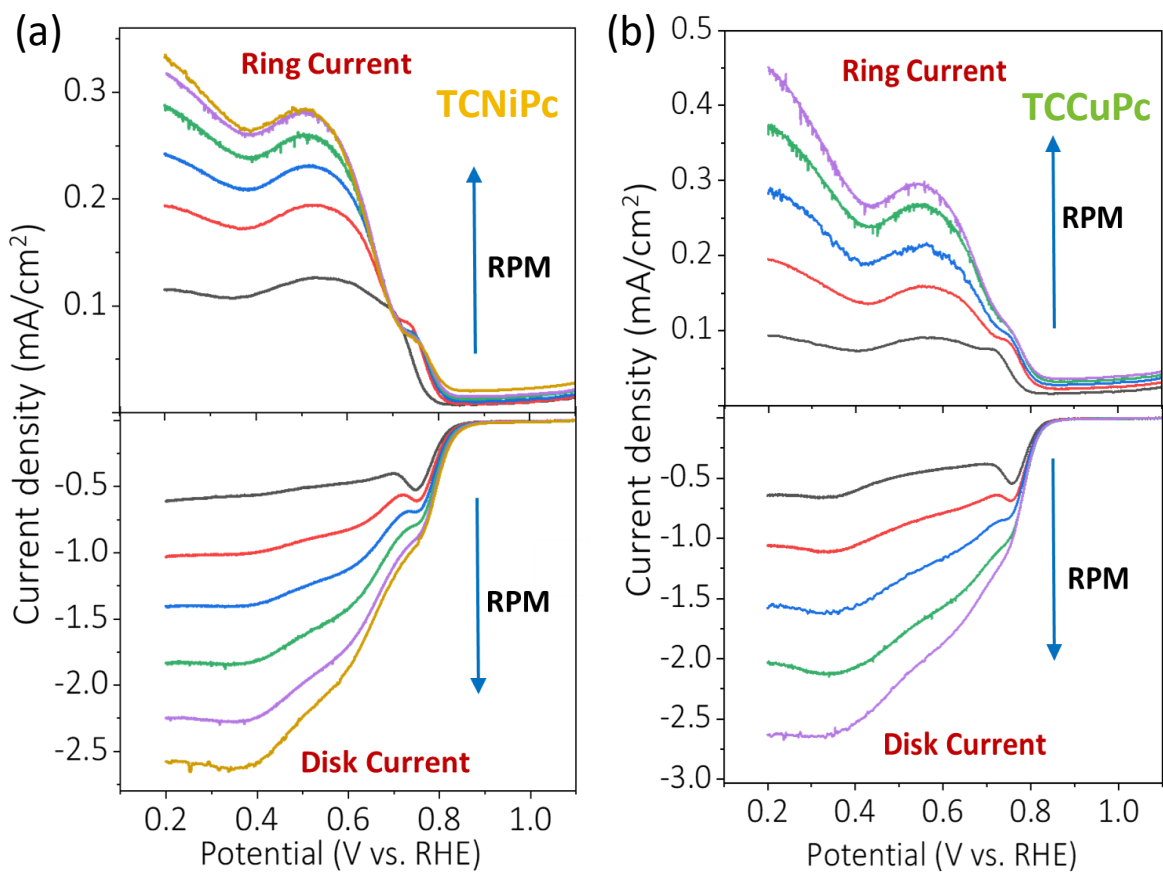 (a)
Ring Current
TCNiPc
RPM
0.3
0.2
0.1
Current density (mA/cm²)
-0.5
-1.0
-1.5
-2.0
-2.5
RPM
Disk Current
0.2 0.4 0.6 0.8 1.0
Potential (V vs. RHE)
(b)
Ring Current
TCCuPc
RPM
0.5
0.4
0.3
0.2
0.1
Current density (mA/cm²)
-0.5
-1.0
-1.5
-2.0
-2.5
-3.0
RPM
Disk Current
0.2 0.4 0.6 0.8 1.0
Potential (V vs. RHE)